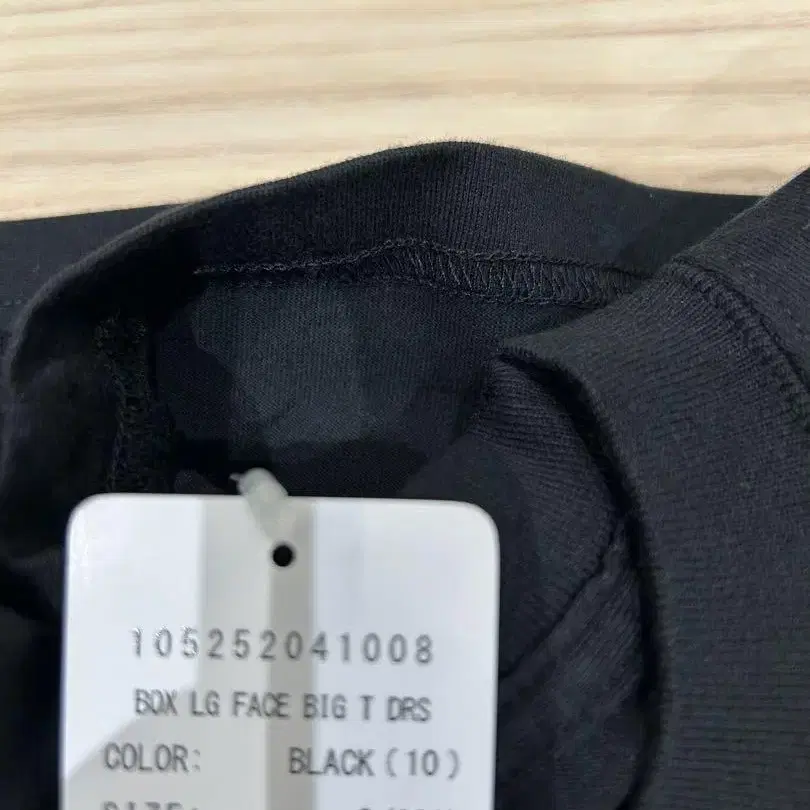 105252041008
BOX LG FACE BIG T DRS
COLOR: BLACK(10)